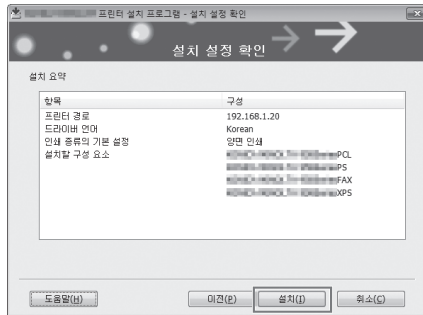 프린터 설치 프로그램 - 설치 설정 확인
설치 설정 확인
설치 요약
항목 구성
프린터 경로 192.168.1.20
드라이버 언어 Korean
인쇄 종류의 기본 설정 양면 인쇄
설치할 구성 요소 PCL
PS
FAX
XPS
도움말(H) 이전(P) 설치(I) 취소(C)